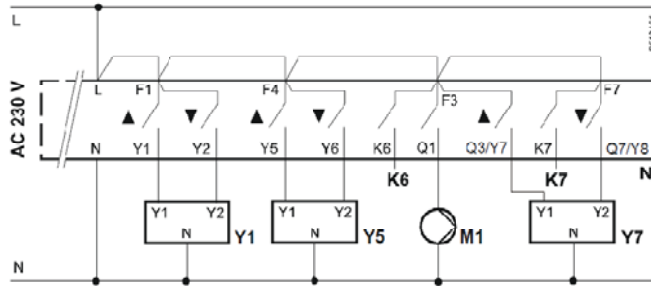 L
AC 230 V
L F1 F4 F3 F7
N Y1 Y2 Y5 Y6 K6 Q1 Q3/Y7 K7 Q7/Y8
K6 K7 N
Y1 Y2 N Y1
Y1 Y2 N Y5
M1
Y1 Y2 N Y7
N